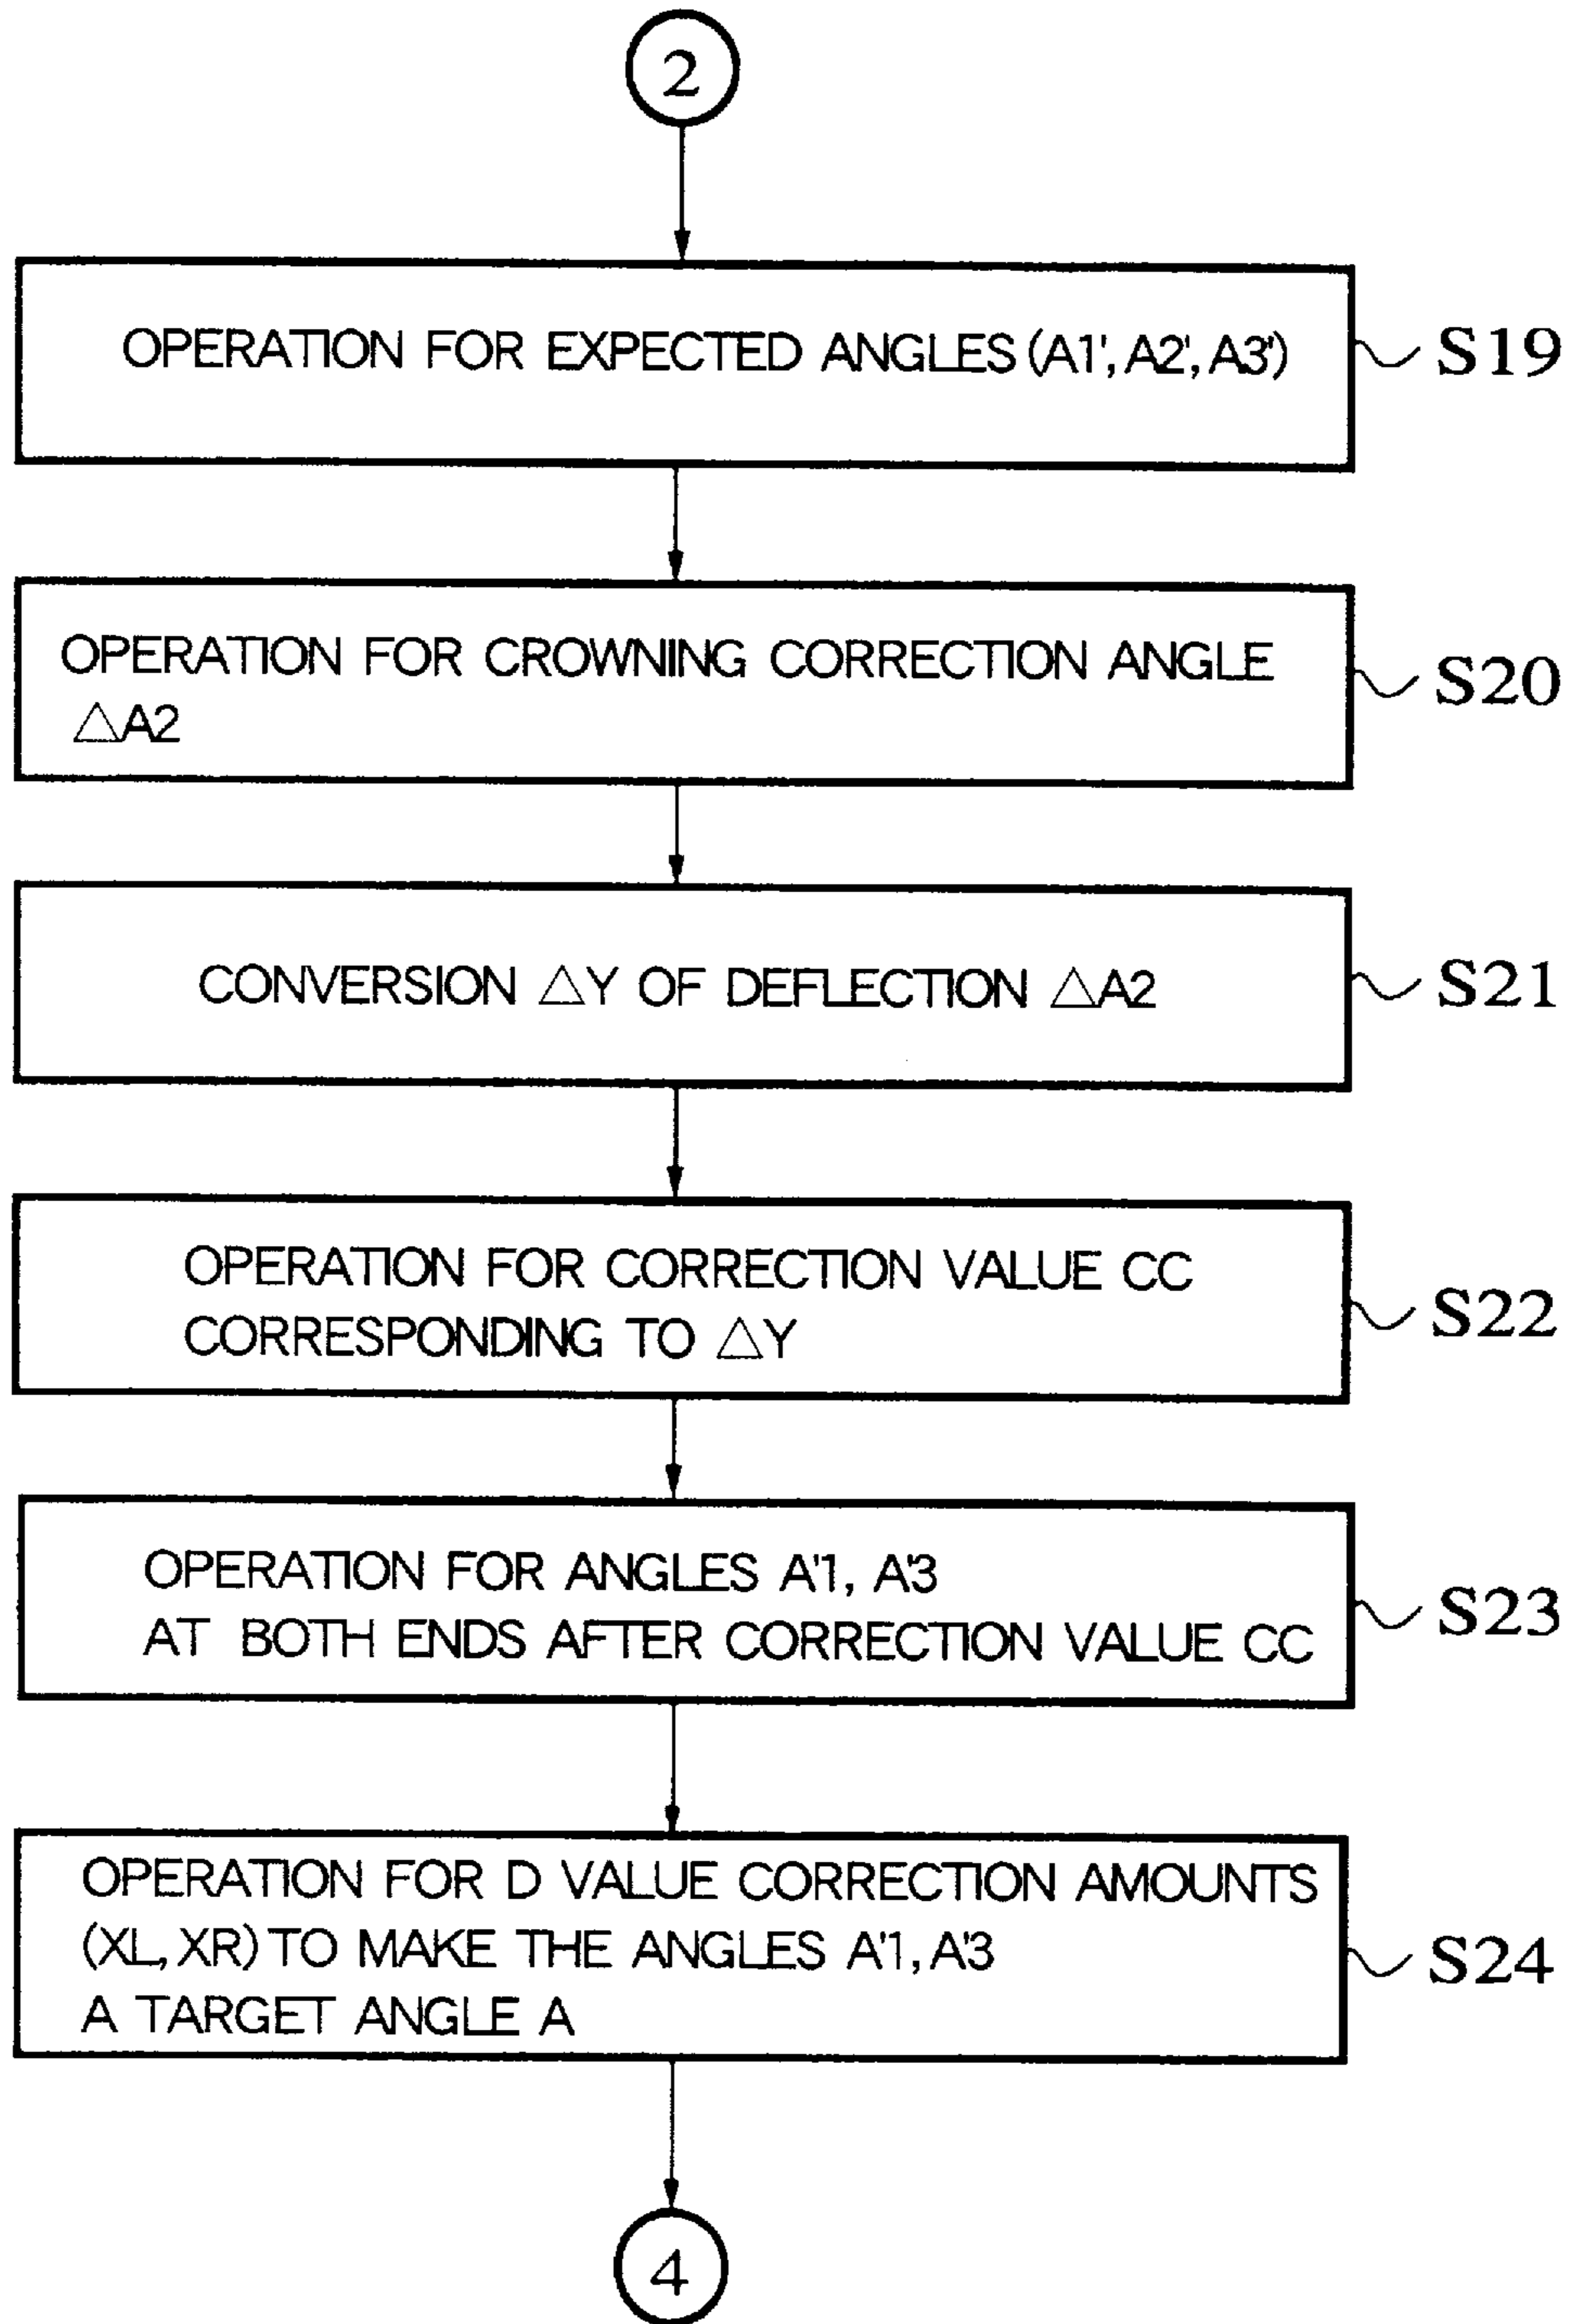 2
OPERATION FOR EXPECTED ANGLES (A1', A2', A3')
S19
OPERATION FOR CROWNING CORRECTION ANGLE
△A2
S20
CONVERSION △Y OF DEFLECTION △A2
S21
OPERATION FOR CORRECTION VALUE CC
CORRESPONDING TO △Y
S22
OPERATION FOR ANGLES A'1, A'3
AT BOTH ENDS AFTER CORRECTION VALUE CC
S23
OPERATION FOR D VALUE CORRECTION AMOUNTS
(XL, XR) TO MAKE THE ANGLES A'1, A'3
A TARGET ANGLE A
S24
4